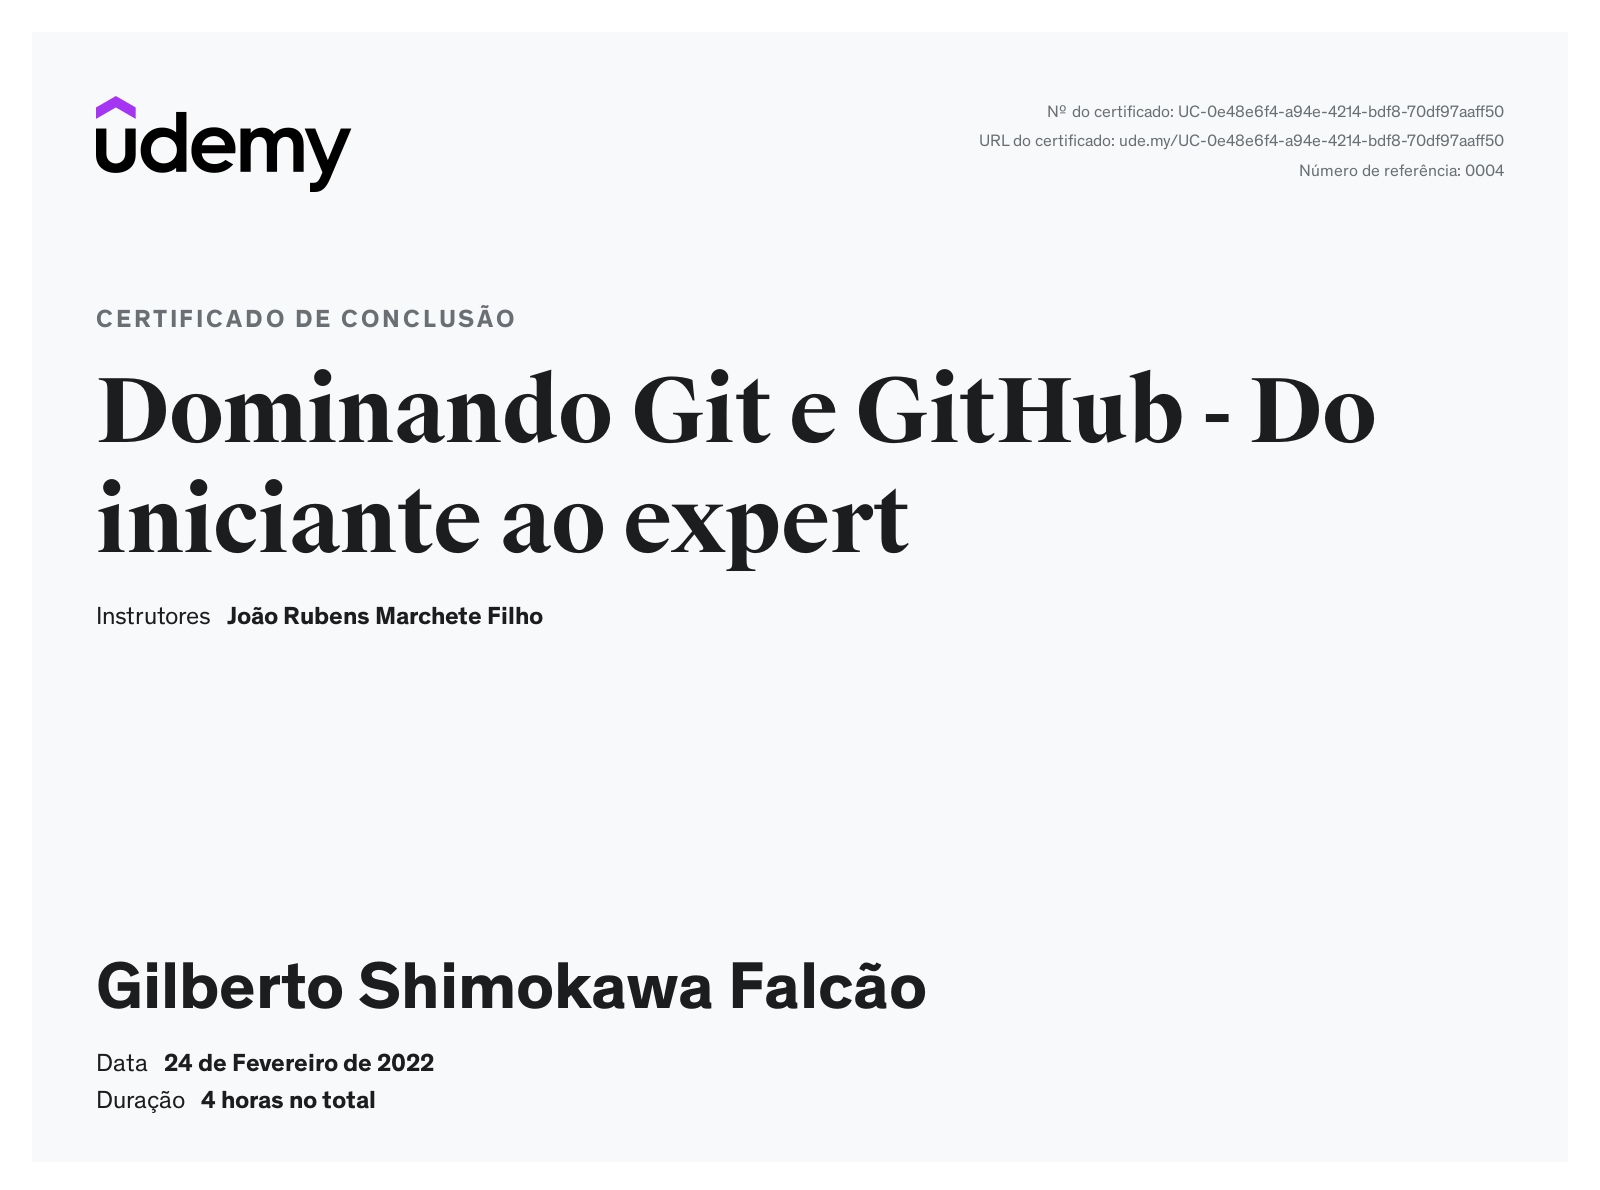 udemy
Nº do certificado: UC-0e48e6f4-a94e-4214-bdf8-70df97aaff50
URL do certificado: ude.my/UC-0e48e6f4-a94e-4214-bdf8-70df97aaff50
Número de referência: 0004
CERTIFICADO DE CONCLUSÃO
Dominando Git e GitHub - Do
iniciante ao expert
Instrutores João Rubens Marchete Filho
Gilberto Shimokawa Falcão
Data 24 de Fevereiro de 2022
Duração 4 horas no total